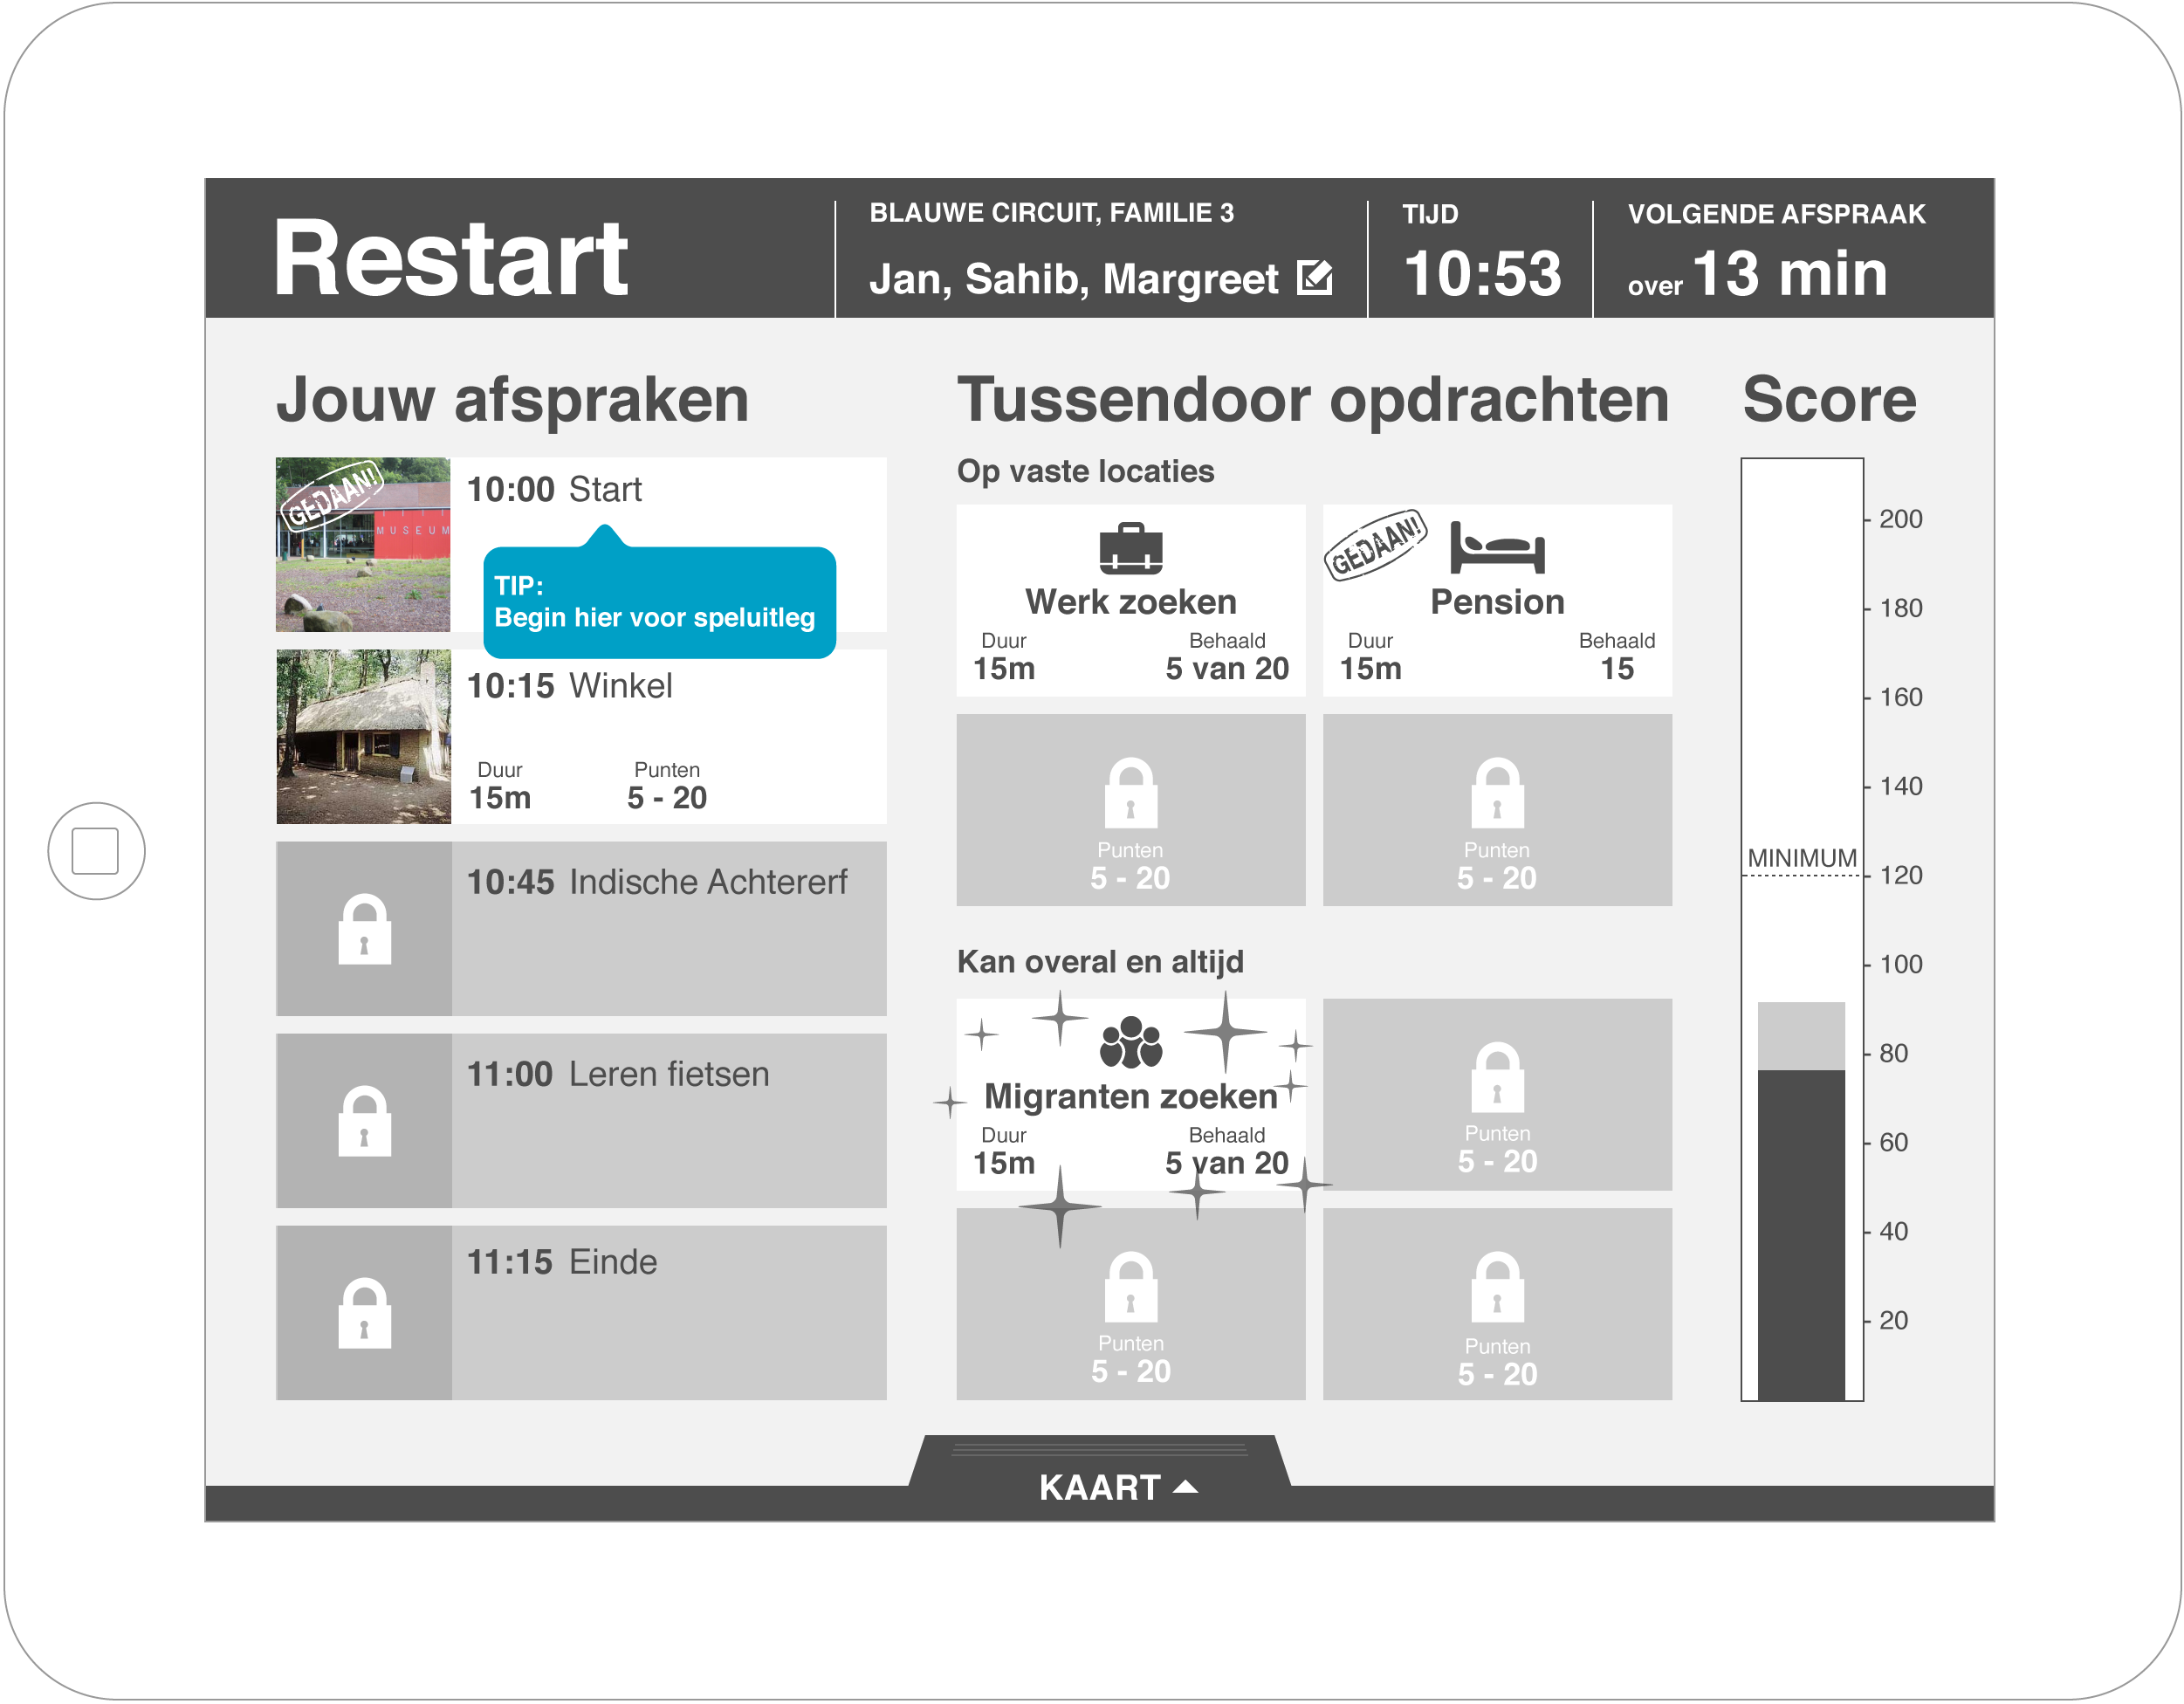 Restart
BLAUWE CIRCUIT, FAMILIE 3
Jan, Sahib, Margreet
TIJD
10:53
VOLGENDE AFSPRAAK
over 13 min
Jouw afspraken
GEDAAN!
MUSEUM
10:00 Start
TIP:
Begin hier voor speluitleg
10:15 Winkel
Duur
15m
Punten
5 - 20
10:45 Indische Achtererf
11:00 Leren fietsen
11:15 Einde
Tussendoor opdrachten
Op vaste locaties
Werk zoeken
Duur
15m
Behaald
5 van 20
GEDAAN!
Pension
Duur
15m
Behaald
15
Punten
5 - 20
Punten
5 - 20
Kan overal en altijd
Migranten zoeken
Duur
15m
Behaald
5 van 20
Punten
5 - 20
Punten
5 - 20
Punten
5 - 20
Score
200
180
160
140
MINIMUM
120
100
80
60
40
20
KAART